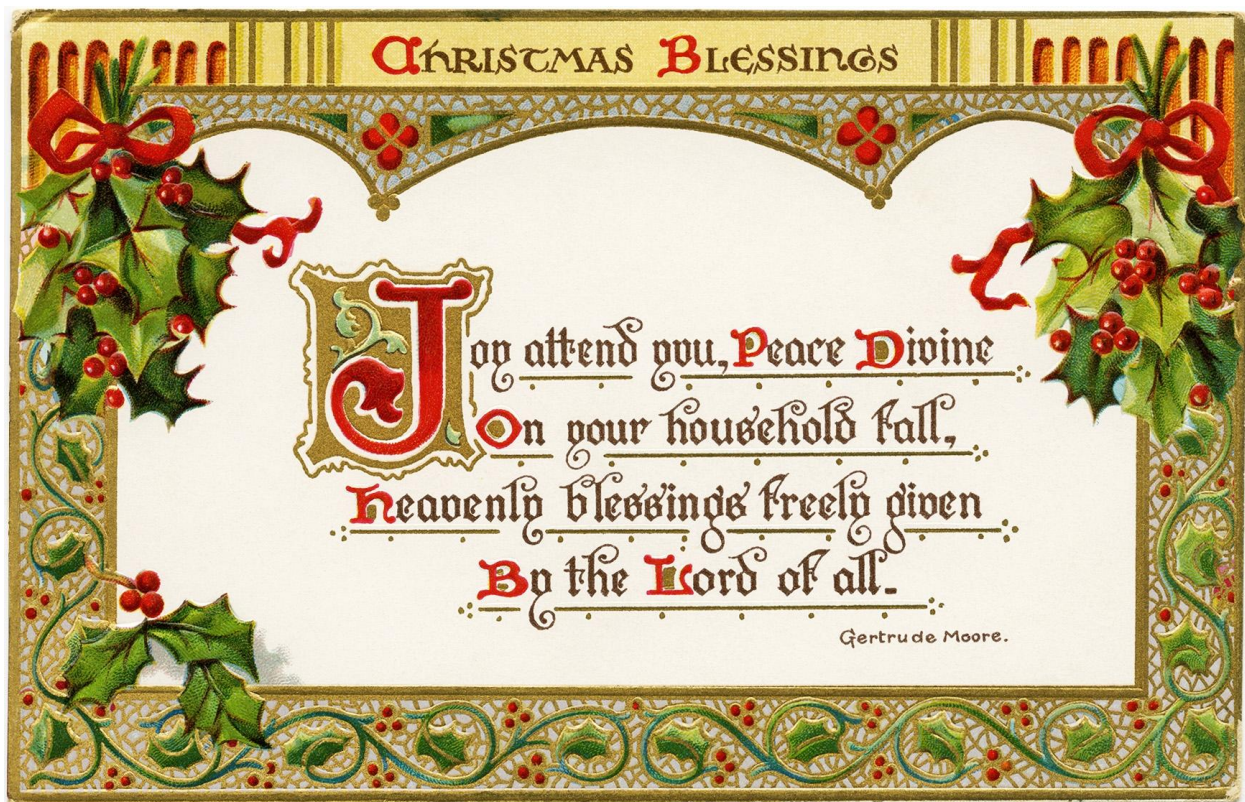 Christmas Blessings
Joy attend you, Peace Divine
On your household fall,
Heavenly blessings freely given
By the Lord of all.
Gertrude Moore.